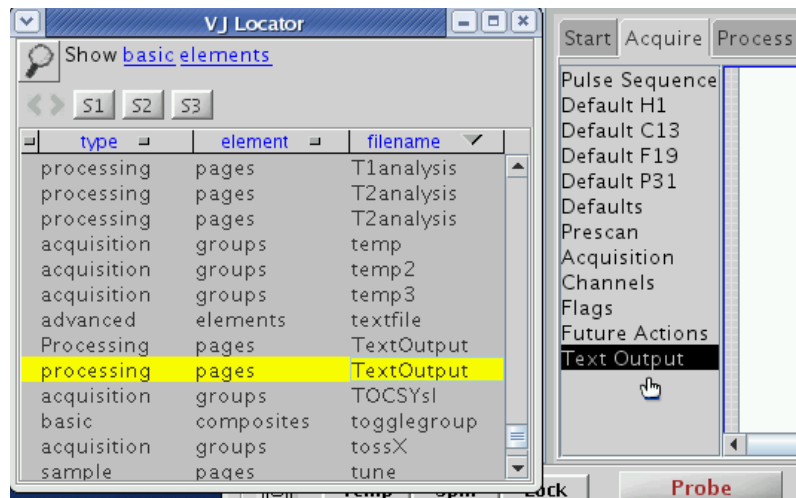 VJ Locator
Show basic elements
S1 S2 S3
type element filename
processing pages T1analysis
processing pages T2analysis
processing pages T2analysis
acquisition groups temp
acquisition groups temp2
acquisition groups temp3
advanced elements textfile
Processing pages TextOutput
processing pages TextOutput
acquisition groups TOCSYsl
basic composites togglegroup
acquisition groups tossX
sample pages tune
Start Acquire Process
Pulse Sequence
Default H1
Default C13
Default F19
Default P31
Defaults
Prescan
Acquisition
Channels
Flags
Future Actions
Text Output
Probe